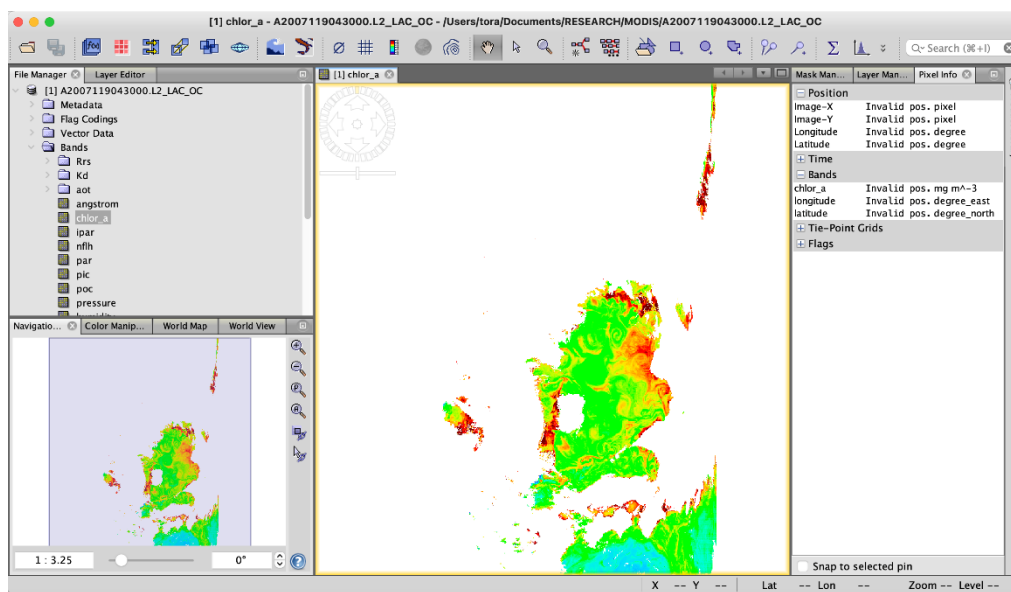 [1] chlor_a - A2007119043000.L2_LAC_OC - /Users/tora/Documents/RESEARCH/MODIS/A2007119043000.L2_LAC_OC
Search (⌘+I)
File Manager
Layer Editor
[1] A2007119043000.L2_LAC_OC
Metadata
Flag Codings
Vector Data
Bands
Rrs
Kd
aot
angstrom
chlor_a
ipar
nflh
par
pic
poc
pressure
Navigatio...
Color Manip...
World Map
World View
1 : 3.25
0°
[1] chlor_a
Mask Man...
Layer Man...
Pixel Info
Position
Image-X Invalid pos. pixel
Image-Y Invalid pos. pixel
Longitude Invalid pos. degree
Latitude Invalid pos. degree
Time
Bands
chlor_a Invalid pos. mg m^-3
longitude Invalid pos. degree_east
latitude Invalid pos. degree_north
Tie-Point Grids
Flags
Snap to selected pin
X -- Y -- Lat -- Lon -- Zoom -- Level --